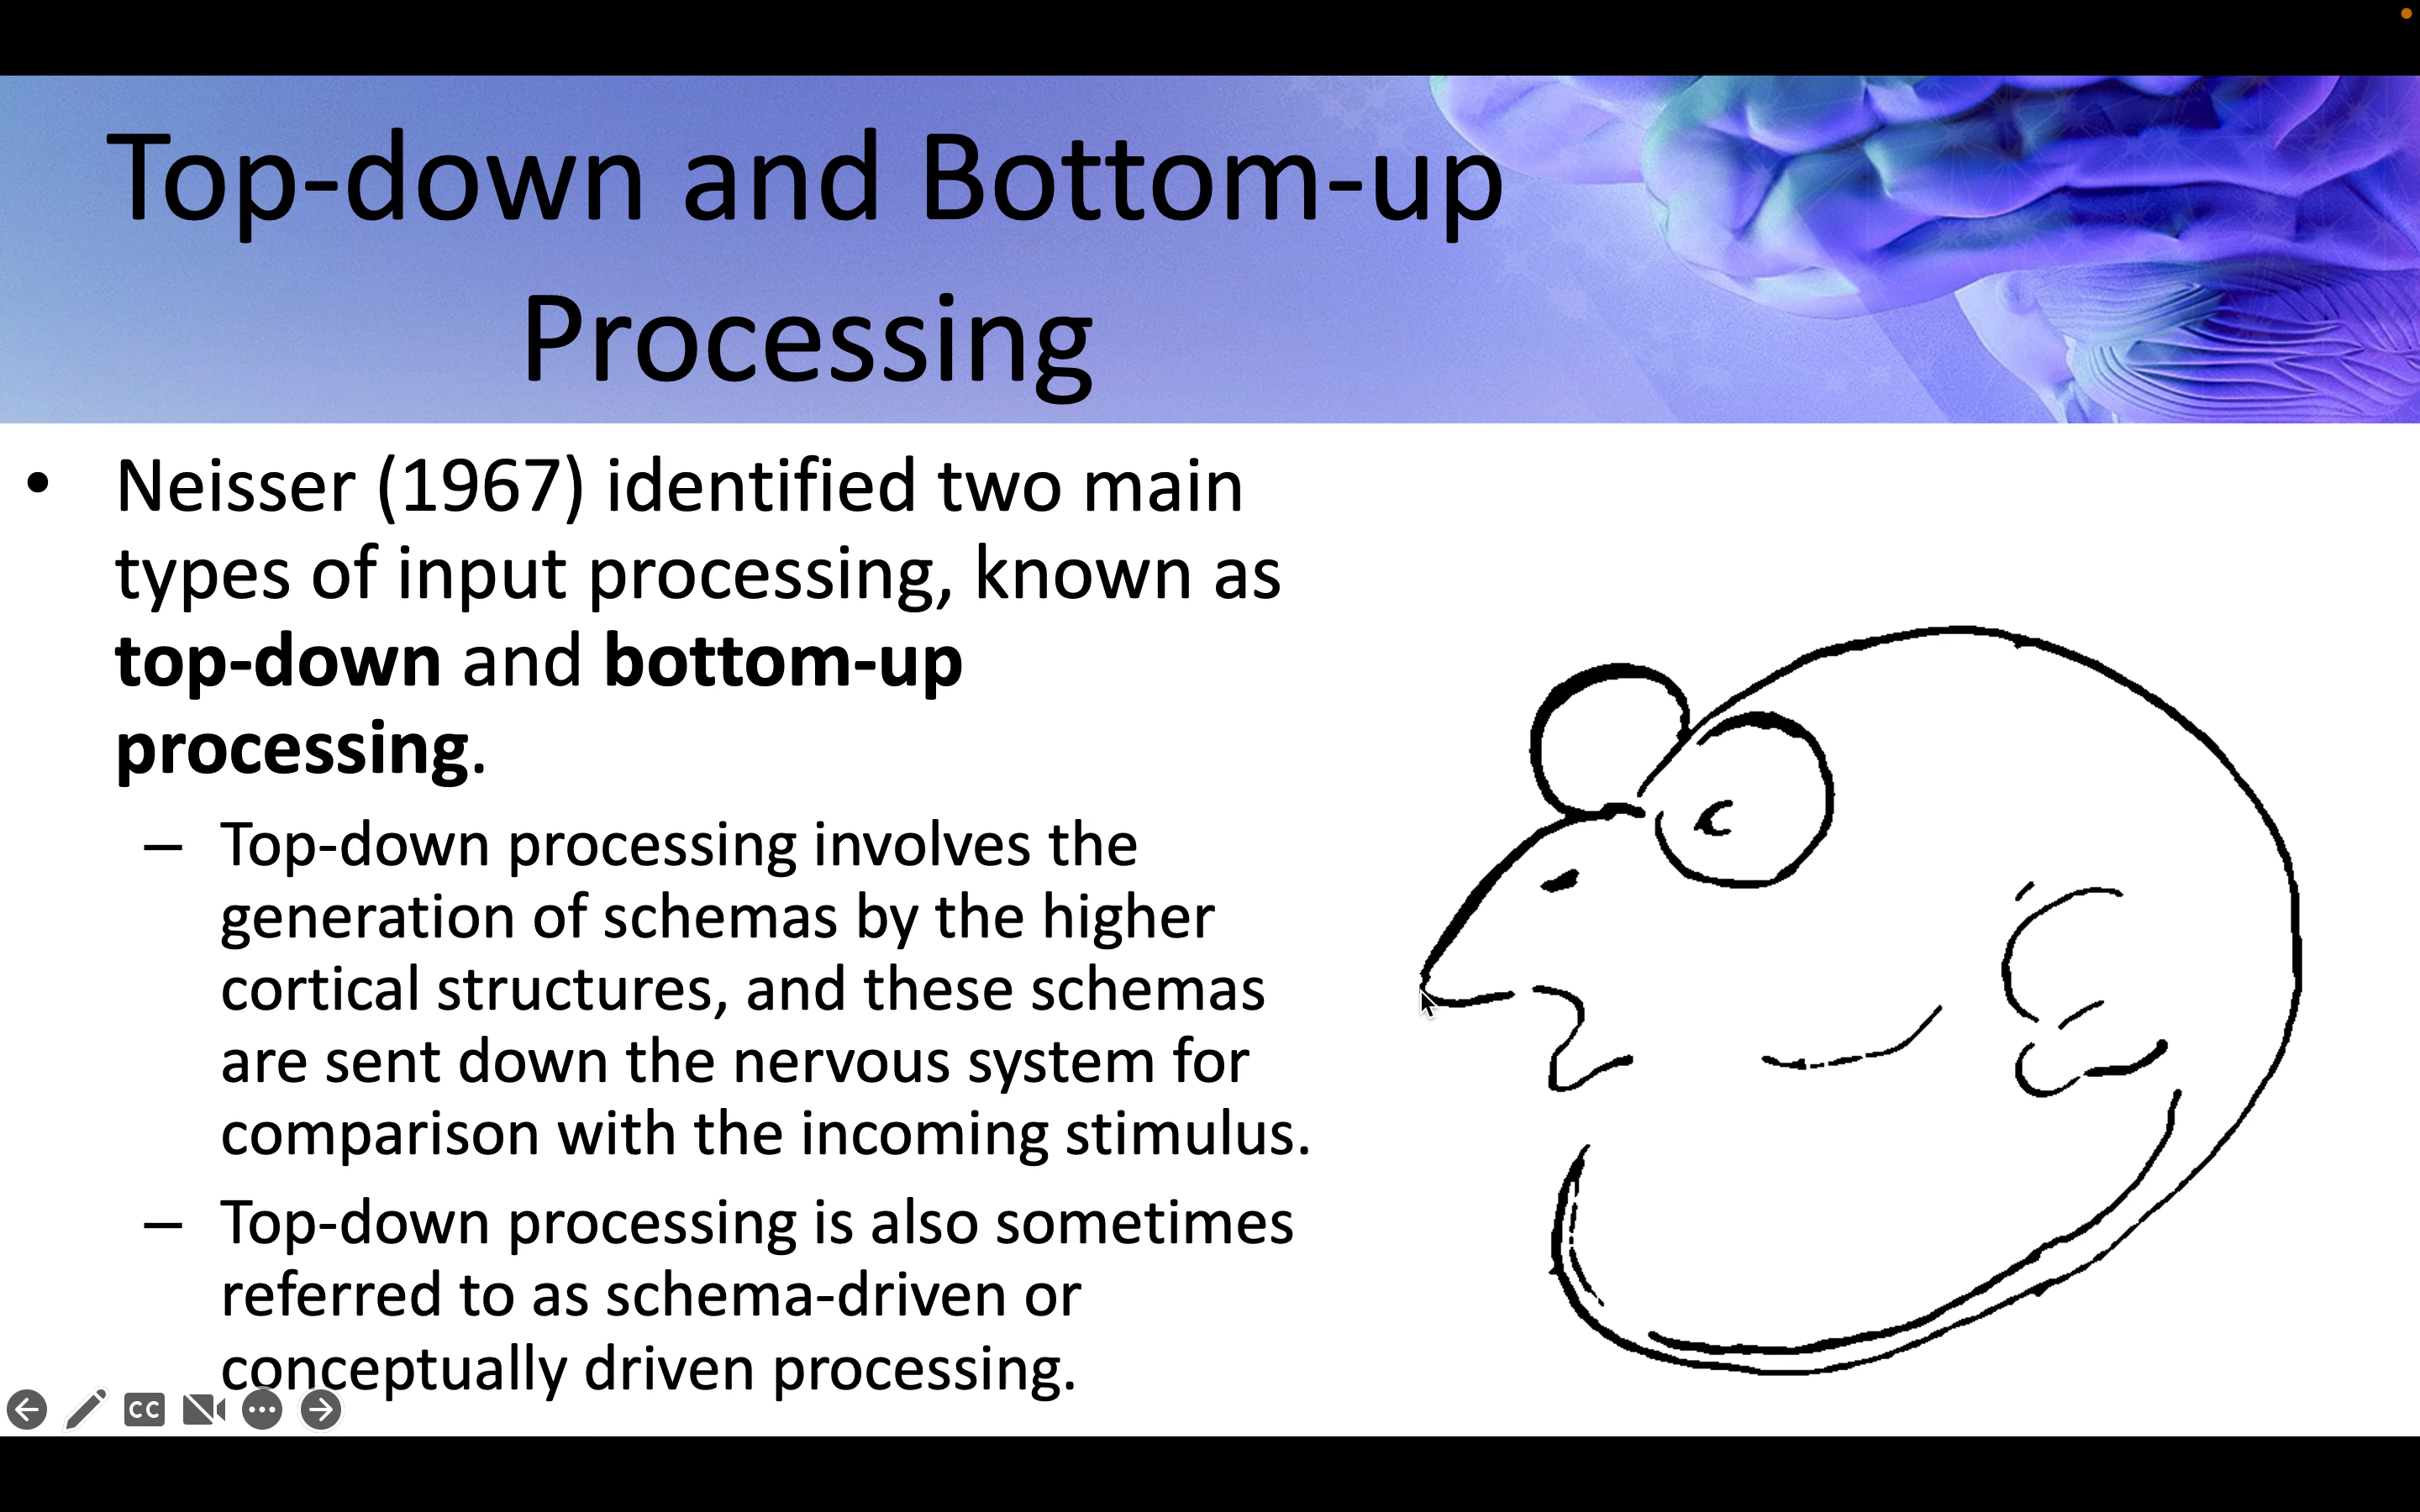 Top-down and Bottom-up
Processing
• Neisser (1967) identified two main
types of input processing, known as
top-down and bottom-up
processing.
– Top-down processing involves the
generation of schemas by the higher
cortical structures, and these schemas
are sent down the nervous system for
comparison with the incoming stimulus.
– Top-down processing is also sometimes
referred to as schema-driven or
conceptually driven processing.
CC